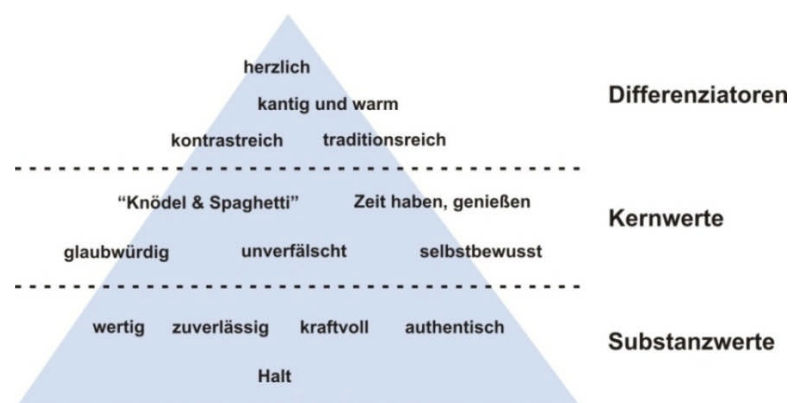 herzlich
kantig und warm
Differenziatoren
kontrastreich traditionsreich
“Knödel & Spaghetti” Zeit haben, genießen
Kernwerte
glaubwürdig unverfälscht selbstbewusst
wertig zuverlässig kraftvoll authentisch
Substanzwerte
Halt